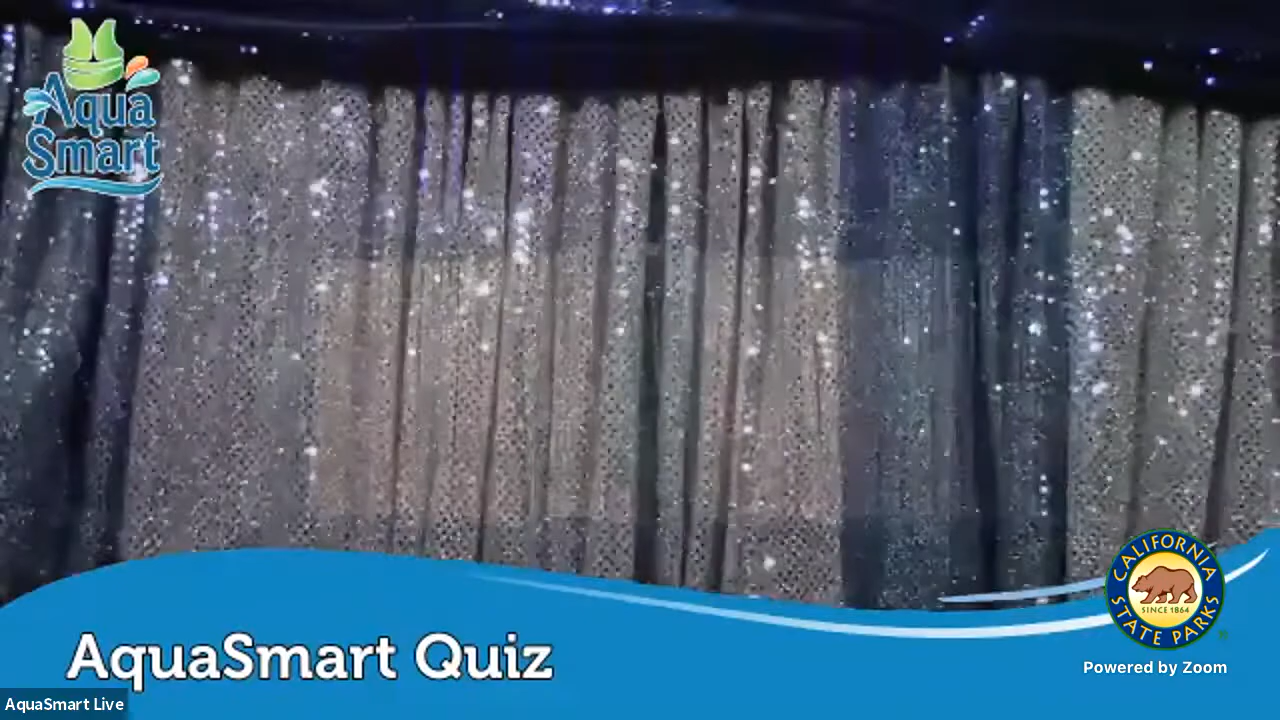 Aqua
Smart
CALIFORNIA
STATE PARKS
SINCE 1864
Powered by Zoom
AquaSmart Quiz
AquaSmart Live